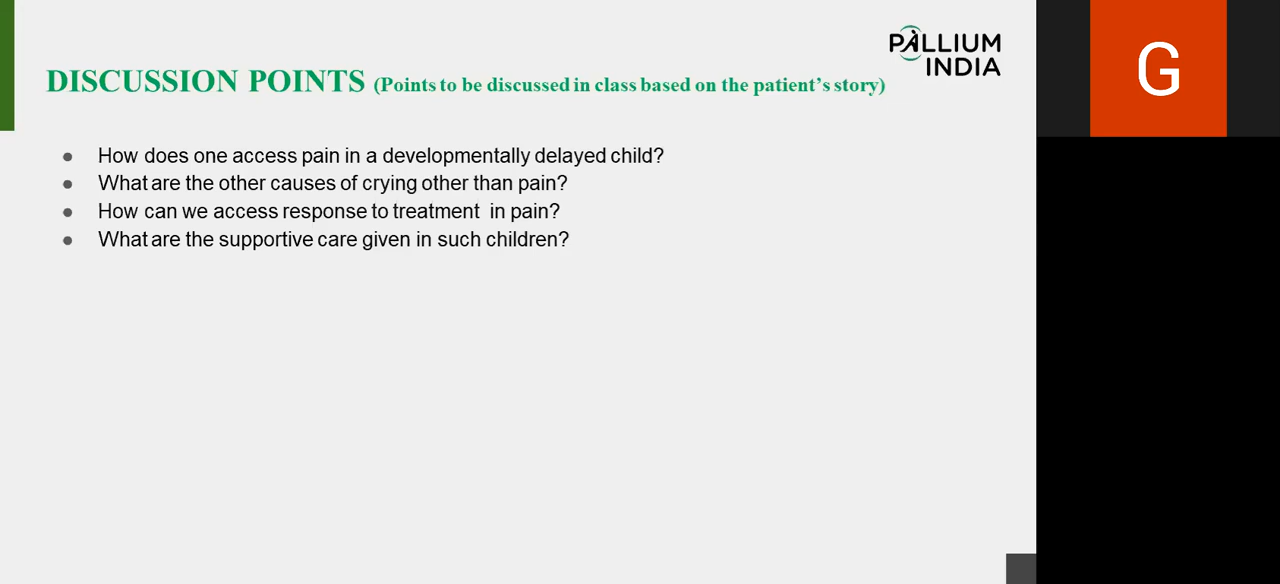 PALLIUM
INDIA
DISCUSSION POINTS (Points to be discussed in class based on the patient's story)
● How does one access pain in a developmentally delayed child?
● What are the other causes of crying other than pain?
● How can we access response to treatment in pain?
● What are the supportive care given in such children?
G